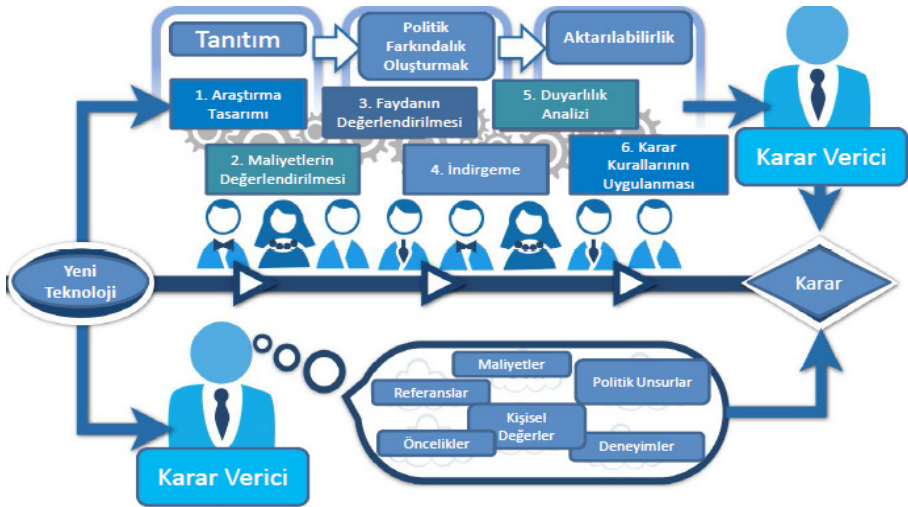 Tanıtım
Politik
Farkındalık
Oluşturmak
Aktarılabilirlik
1. Araştırma
Tasarımı
3. Faydanın
Değerlendirilmesi
5. Duyarlılık
Analizi
2. Maliyetlerin
Değerlendirilmesi
4. İndirgeme
6. Karar
Kurallarının
Uygulanması
Karar Verici
Yeni
Teknoloji
Karar
Maliyetler
Politik Unsurlar
Referanslar
Kişisel
Değerler
Öncelikler
Deneyimler
Karar Verici